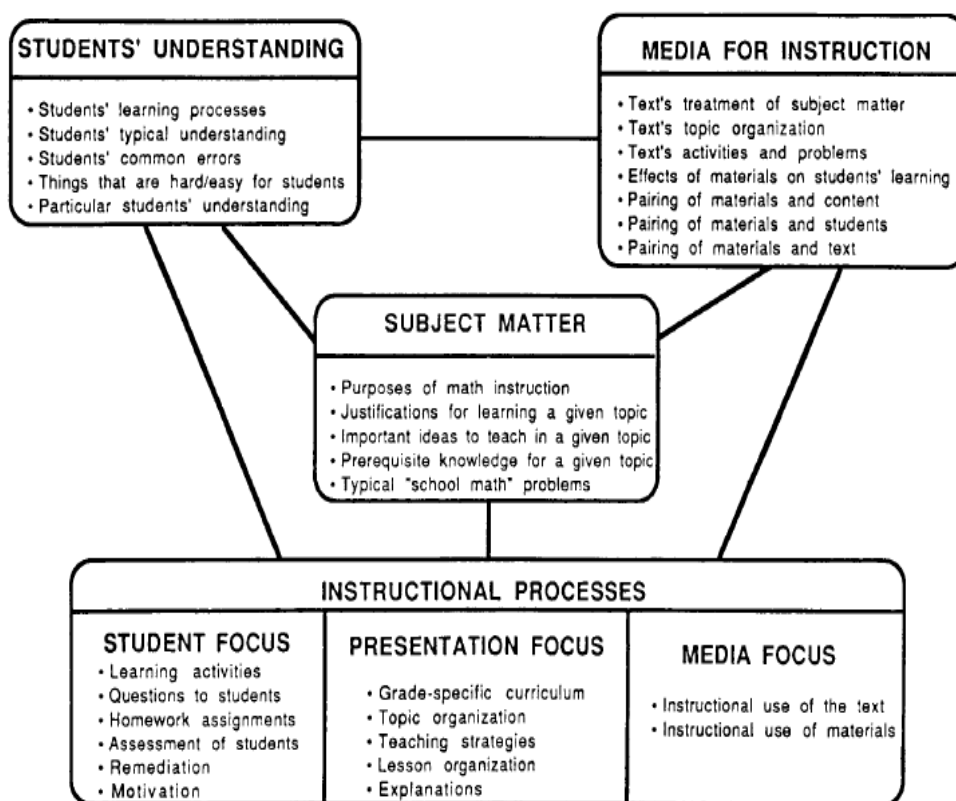 STUDENTS' UNDERSTANDING
• Students' learning processes
• Students' typical understanding
• Students' common errors
• Things that are hard/easy for students
• Particular students' understanding
MEDIA FOR INSTRUCTION
• Text's treatment of subject matter
• Text's topic organization
• Text's activities and problems
• Effects of materials on students' learning
• Pairing of materials and content
• Pairing of materials and students
• Pairing of materials and text
SUBJECT MATTER
• Purposes of math instruction
• Justifications for learning a given topic
• Important ideas to teach in a given topic
• Prerequisite knowledge for a given topic
• Typical "school math" problems
INSTRUCTIONAL PROCESSES
STUDENT FOCUS
• Learning activities
• Questions to students
• Homework assignments
• Assessment of students
• Remediation
• Motivation
PRESENTATION FOCUS
• Grade-specific curriculum
• Topic organization
• Teaching strategies
• Lesson organization
• Explanations
MEDIA FOCUS
• Instructional use of the text
• Instructional use of materials